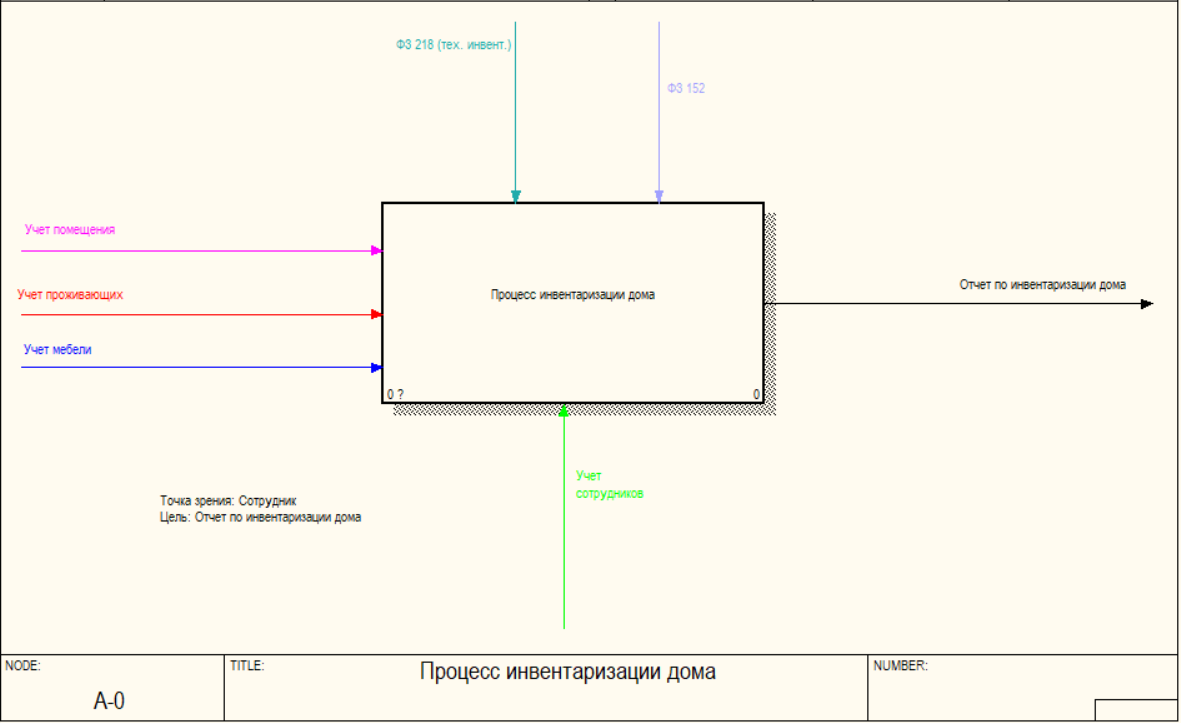 ФЗ 218 (тех. инвент.)
ФЗ 152
Учет помещения
Учет проживающих
Учет мебели
Процесс инвентаризации дома
0 ?
0
Отчет по инвентаризации дома
Учет
сотрудников
Точка зрения: Сотрудник
Цель: Отчет по инвентаризации дома
NODE:
A-0
TITLE:
Процесс инвентаризации дома
NUMBER: